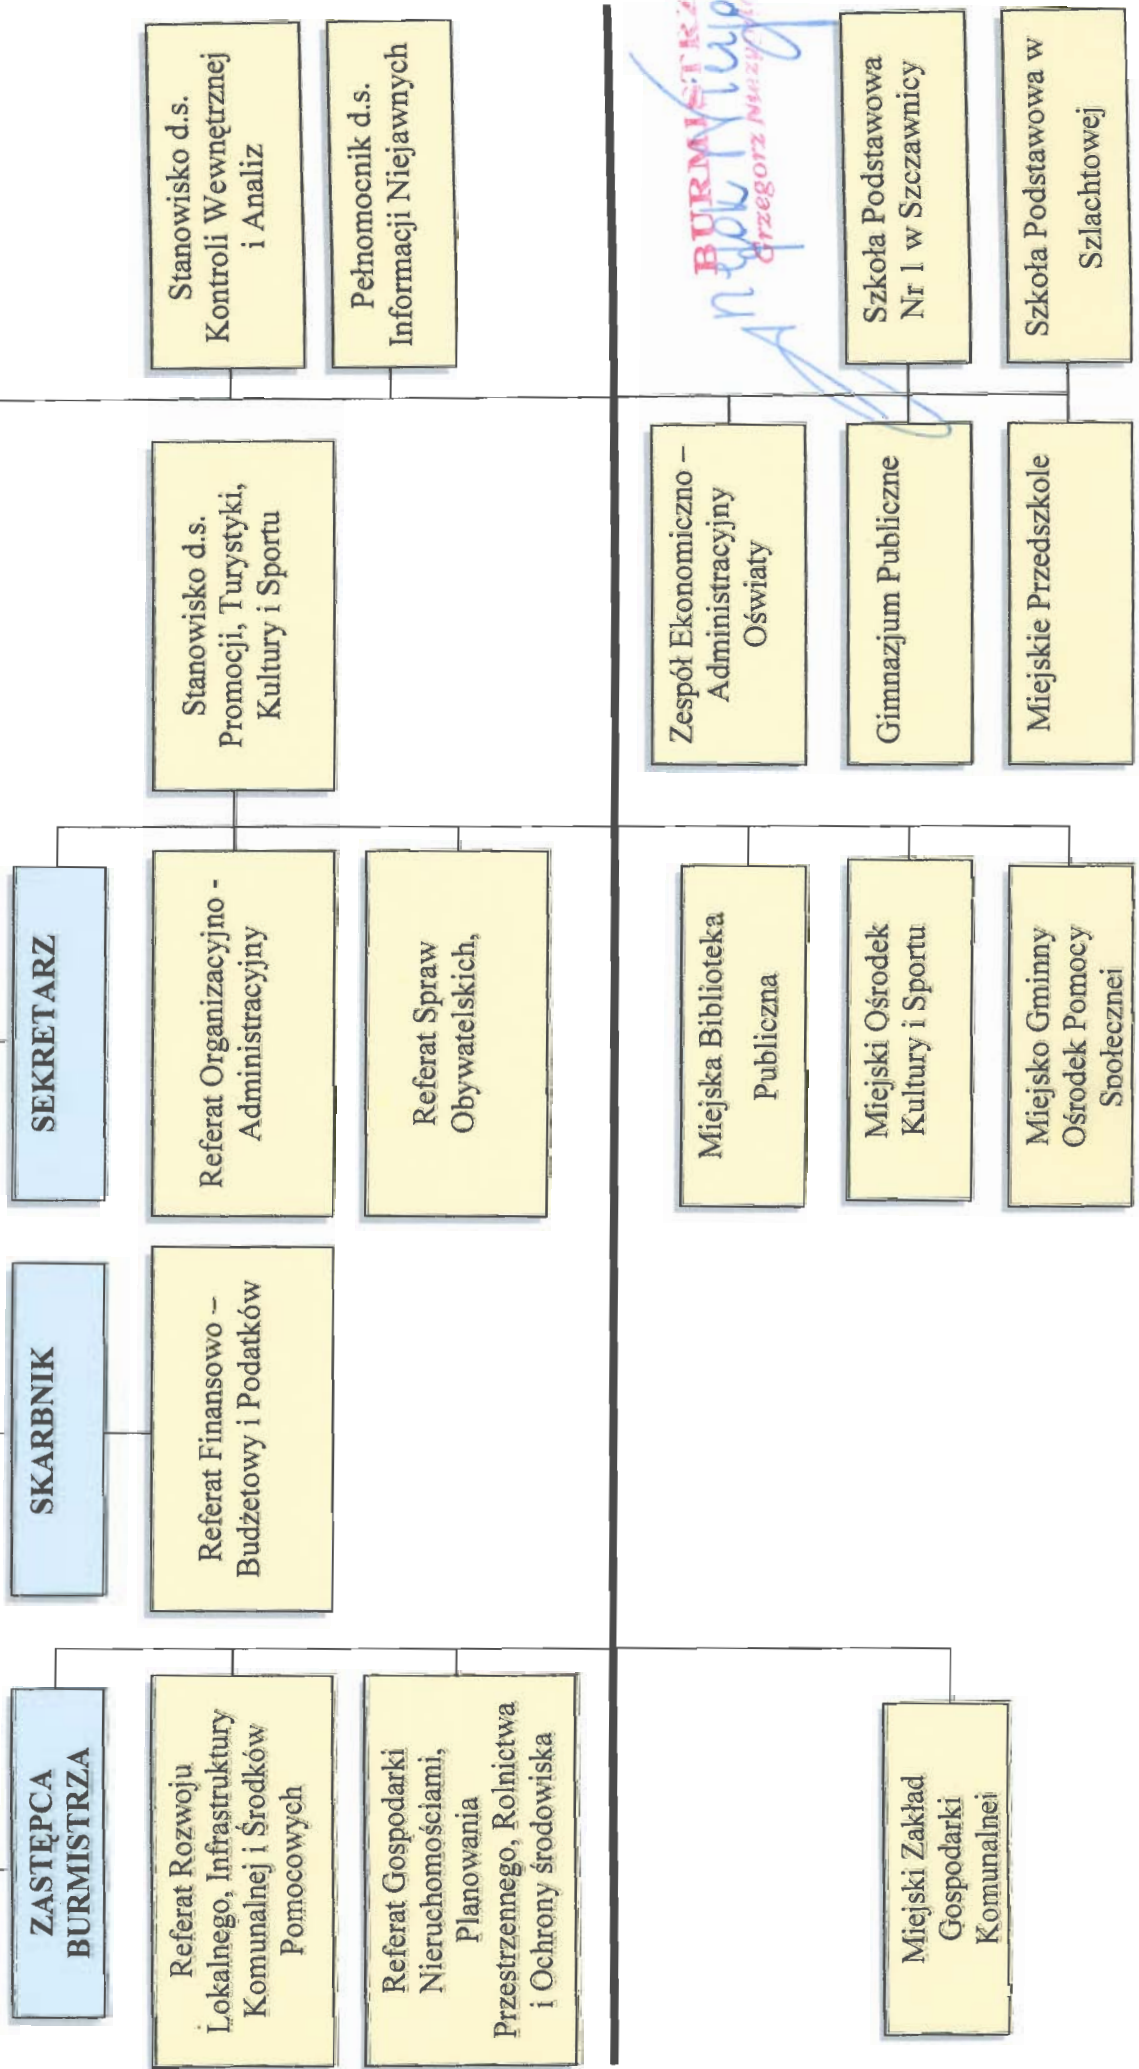 ZASTĘPCA
BURMISTRZA
SKARBNIK
SEKRETARZ
Referat Rozwoju
Lokalnego, Infrastruktury
Komunalnej i Środków
Pomocowych
Referat Gospodarki
Nieruchomościami,
Planowania
Przestrzennego, Rolnictwa
i Ochrony środowiska
Referat Finansowo –
Budżetowy i Podatków
Referat Organizacyjno -
Administracyjny
Referat Spraw
Obywatelskich,
Stanowisko d.s.
Promocji, Turystyki,
Kultury i Sportu
Stanowisko d.s.
Kontroli Wewnętrznej
i Analiz
Pełnomocnik d.s.
Informacji Niejawnych
Miejski Zakład
Gospodarki
Komunalnej
Miejska Biblioteka
Publiczna
Miejski Ośrodek
Kultury i Sportu
Miejsko Gminny
Ośrodek Pomocy
Społecznej
Zespół Ekonomiczno –
Administracyjny
Oświaty
Gimnazjum Publiczne
Miejskie Przedszkole
BURMISTRZ
Grzegorz
Szkoła Podstawowa
Nr 1 w Szczawnicy
Szkoła Podstawowa w
Szlachtowej